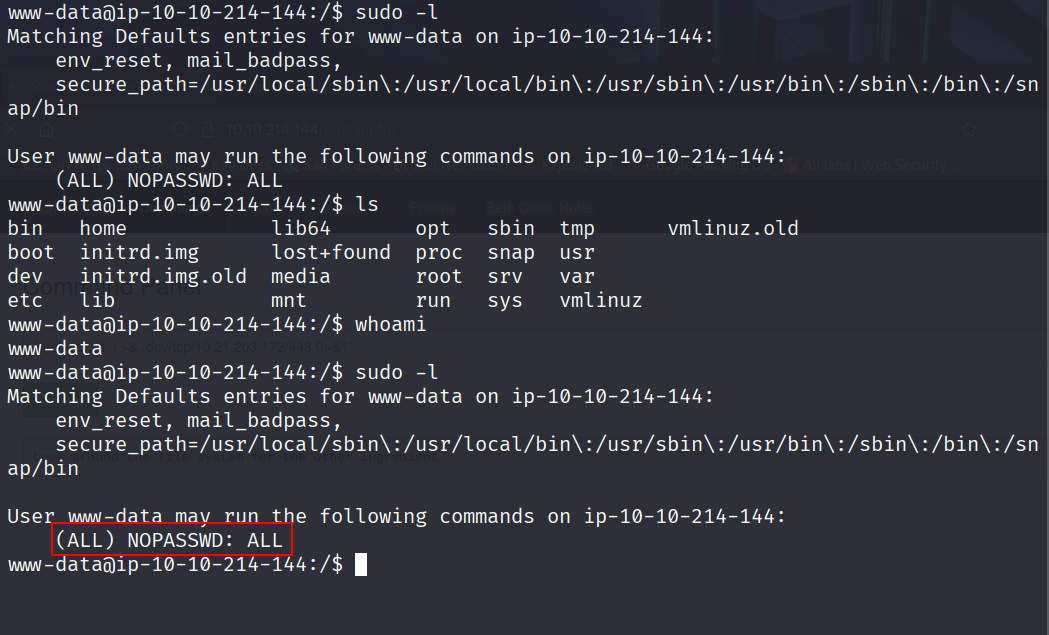 www-data@ip-10-10-214-144:/$ sudo -l
Matching Defaults entries for www-data on ip-10-10-214-144:
    env_reset, mail_badpass,
    secure_path=/usr/local/sbin\:/usr/local/bin\:/usr/sbin\:/usr/bin\:/sbin\:/bin\:/sn
ap/bin
User www-data may run the following commands on ip-10-10-214-144:
    (ALL) NOPASSWD: ALL
www-data@ip-10-10-214-144:/$ ls
bin   home            lib64       opt   sbin  tmp      vmlinuz.old
boot  initrd.img      lost+found  proc  snap  usr
dev   initrd.img.old  media       root  srv   var
etc   lib             mnt         run   sys   vmlinuz
www-data@ip-10-10-214-144:/$ whoami
www-data
www-data@ip-10-10-214-144:/$ sudo -l
Matching Defaults entries for www-data on ip-10-10-214-144:
    env_reset, mail_badpass,
    secure_path=/usr/local/sbin\:/usr/local/bin\:/usr/sbin\:/usr/bin\:/sbin\:/bin\:/sn
ap/bin
User www-data may run the following commands on ip-10-10-214-144:
    (ALL) NOPASSWD: ALL
www-data@ip-10-10-214-144:/$